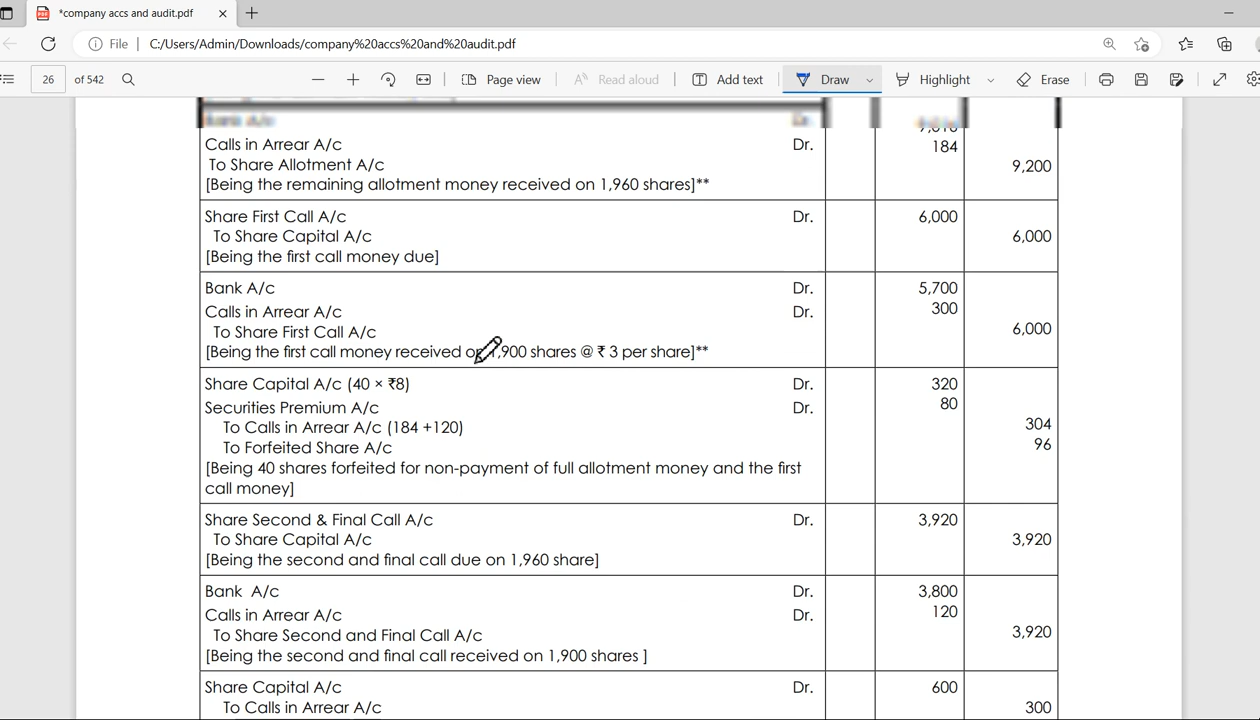 *company accs and audit.pdf
File C:/Users/Admin/Downloads/company%20accs%20and%20audit.pdf
26 of 542 Page view Read aloud Add text Draw Highlight Erase
Bank A/c Dr.
Calls in Arrear A/c Dr. 184
To Share Allotment A/c 9,200
[Being the remaining allotment money received on 1,960 shares]**
Share First Call A/c Dr. 6,000
To Share Capital A/c 6,000
[Being the first call money due]
Bank A/c Dr. 5,700
Calls in Arrear A/c Dr. 300
To Share First Call A/c 6,000
[Being the first call money received on 1,900 shares @ ₹ 3 per share]**
Share Capital A/c (40 × ₹8) Dr. 320
Securities Premium A/c Dr. 80
To Calls in Arrear A/c (184 +120) 304
To Forfeited Share A/c 96
[Being 40 shares forfeited for non-payment of full allotment money and the first
call money]
Share Second & Final Call A/c Dr. 3,920
To Share Capital A/c 3,920
[Being the second and final call due on 1,960 share]
Bank A/c Dr. 3,800
Calls in Arrear A/c Dr. 120
To Share Second and Final Call A/c 3,920
[Being the second and final call received on 1,900 shares ]
Share Capital A/c Dr. 600
To Calls in Arrear A/c 300